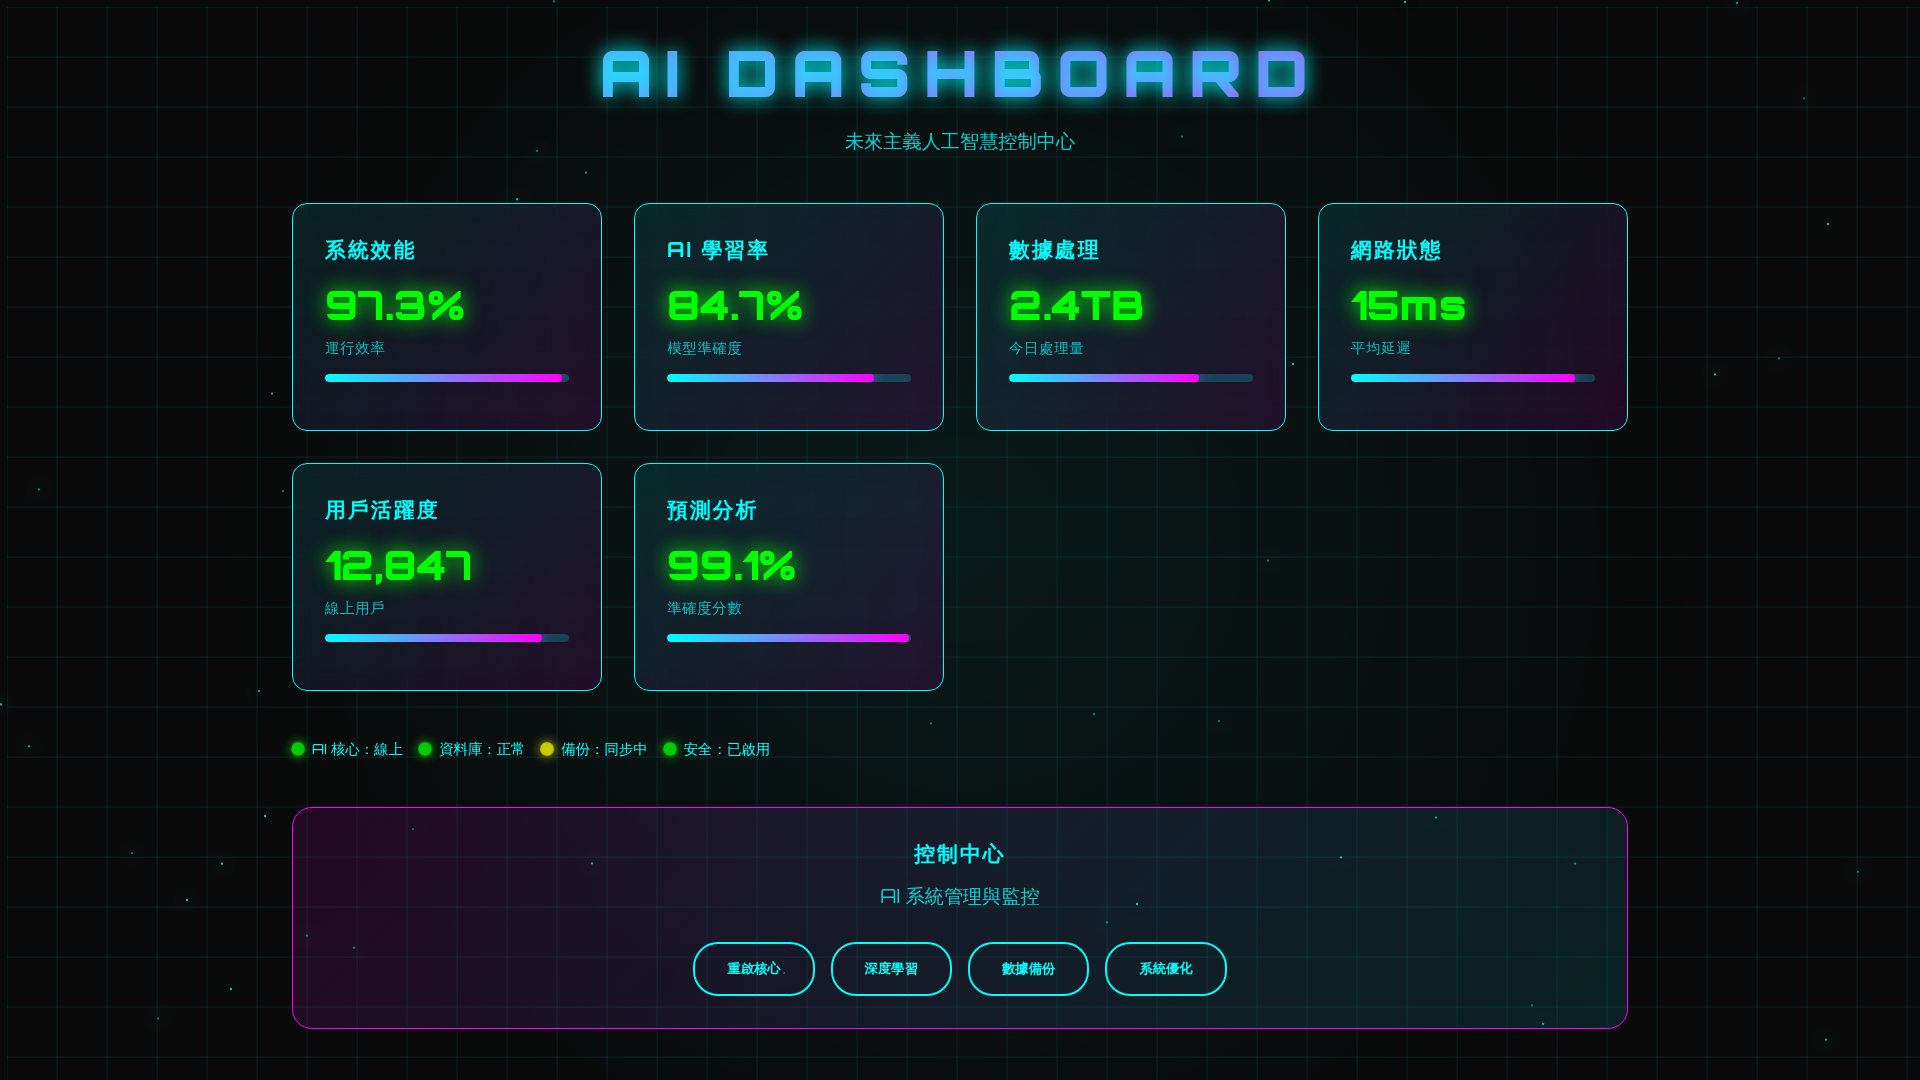 AI DASHBOARD
未來主義人工智慧控制中心
系統效能
97.3%
運行效率
AI 學習率
84.7%
模型準確度
數據處理
2.4TB
今日處理量
網路狀態
15ms
平均延遲
用戶活躍度
12,847
線上用戶
預測分析
99.1%
準確度分數
AI 核心：線上
資料庫：正常
備份：同步中
安全：已啟用
控制中心
AI 系統管理與監控
重啟核心
深度學習
數據備份
系統優化